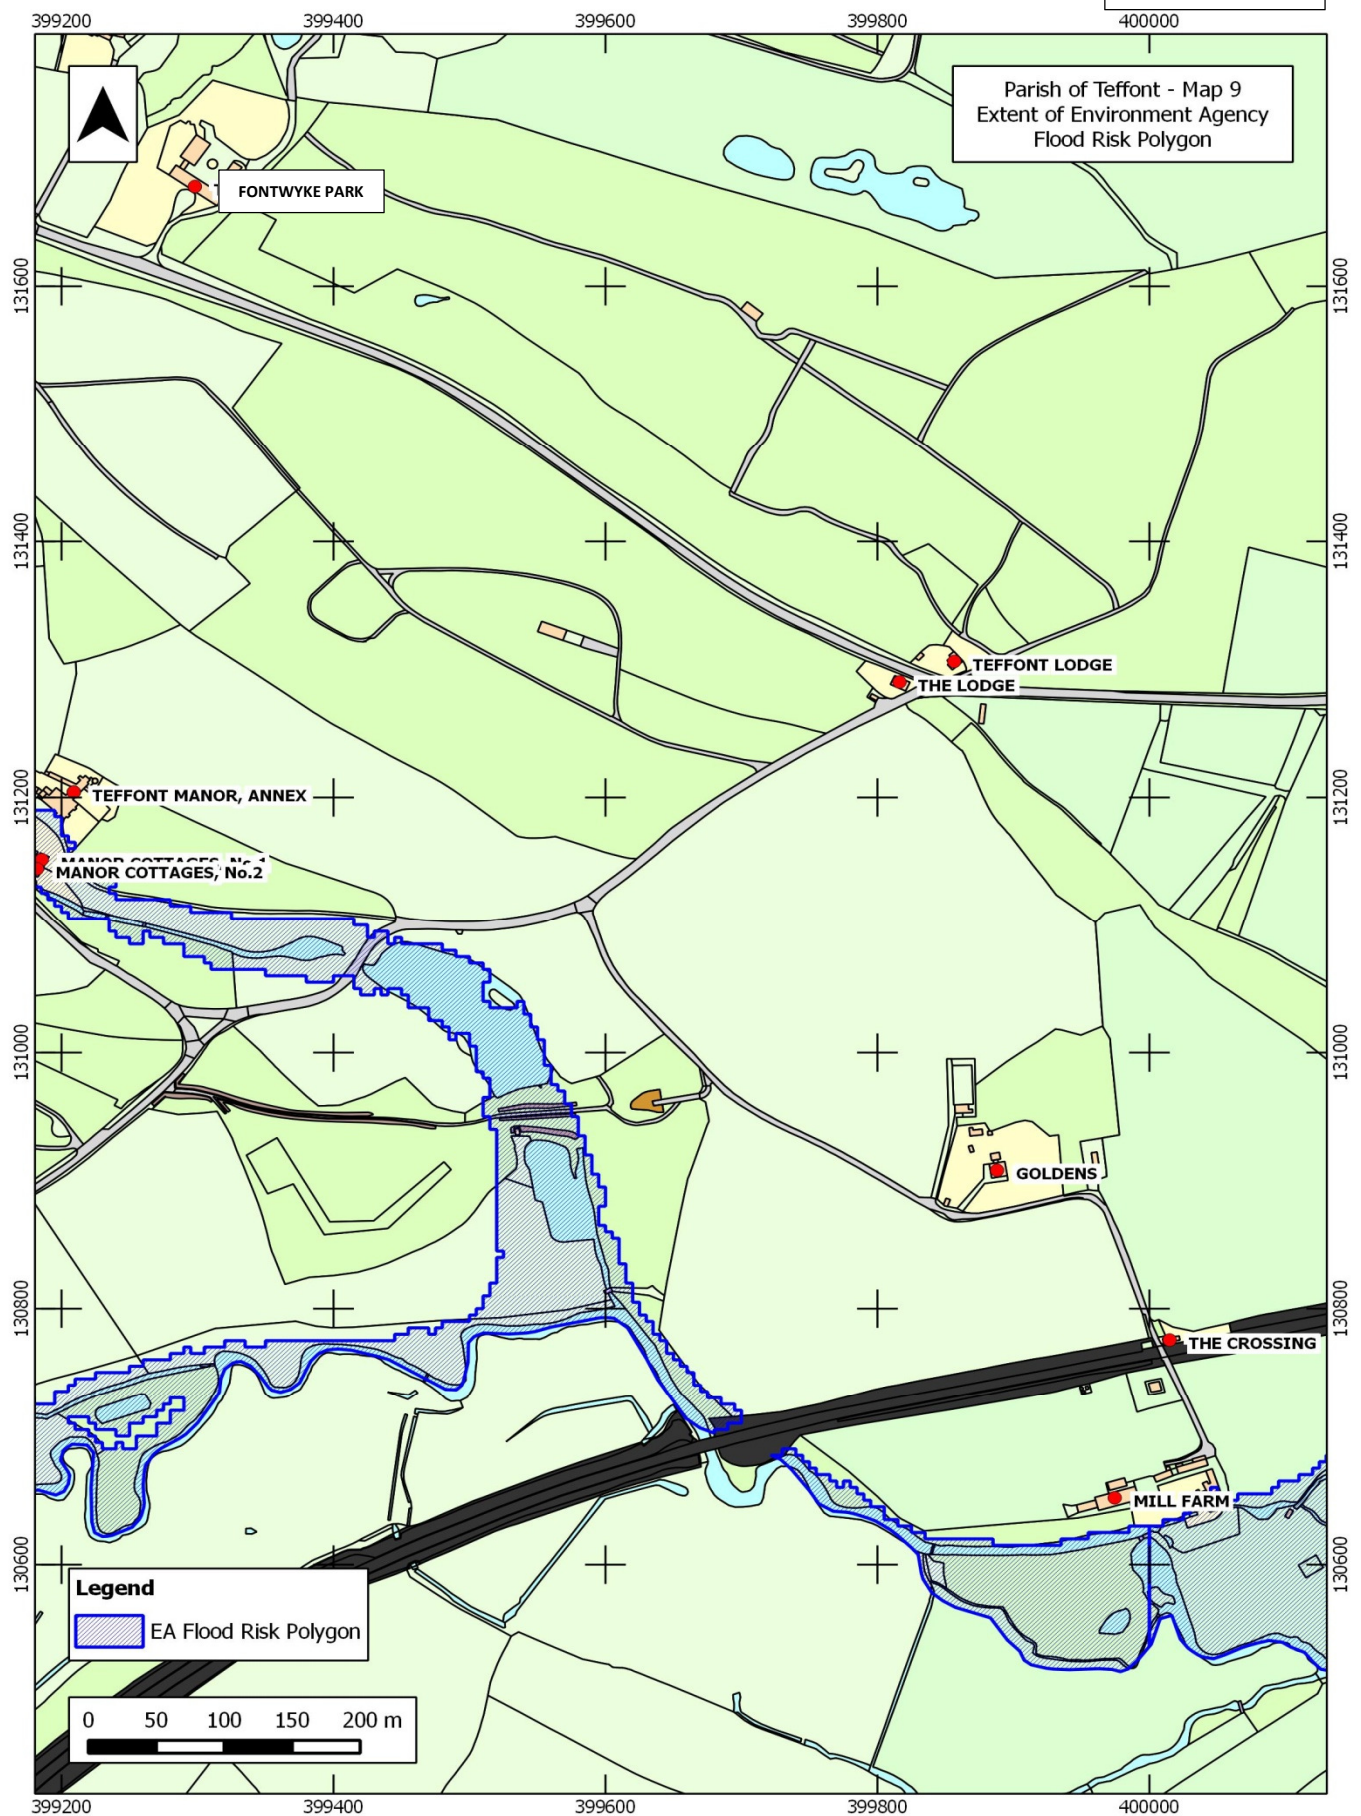 399200 399400 399600 399800 400000
Parish of Teffont - Map 9
Extent of Environment Agency
Flood Risk Polygon
FONTWYKE PARK
131600 131600
131400 131400
TEFFONT LODGE
THE LODGE
131200 131200
TEFFONT MANOR, ANNEX
MANOR COTTAGES, No.2
131000 131000
GOLDENS
130800 130800
THE CROSSING
MILL FARM
130600 130600
Legend
EA Flood Risk Polygon
0 50 100 150 200 m
399200 399400 399600 399800 400000